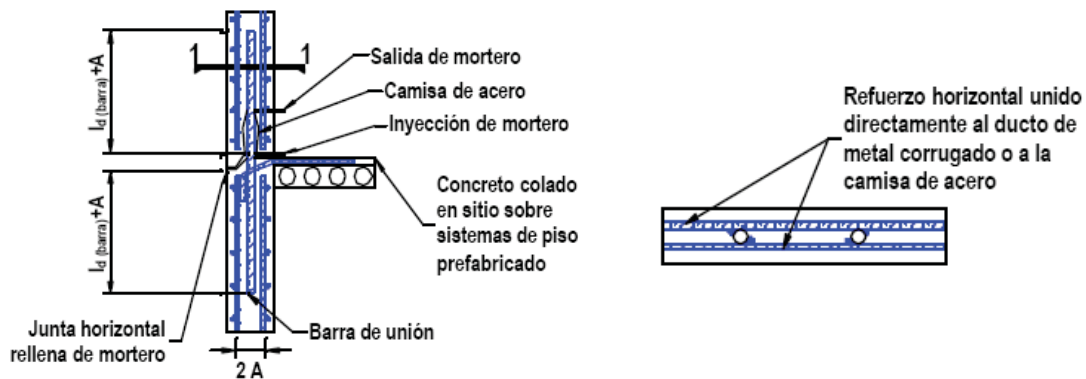 1
1
l d (barra)+A
l d (barra)+A
Salida de mortero
Camisa de acero
Inyección de mortero
Concreto colado
en sitio sobre
sistemas de piso
prefabricado
Junta horizontal
rellena de mortero
Barra de unión
2 A
Refuerzo horizontal unido
directamente al ducto de
metal corrugado o a la
camisa de acero